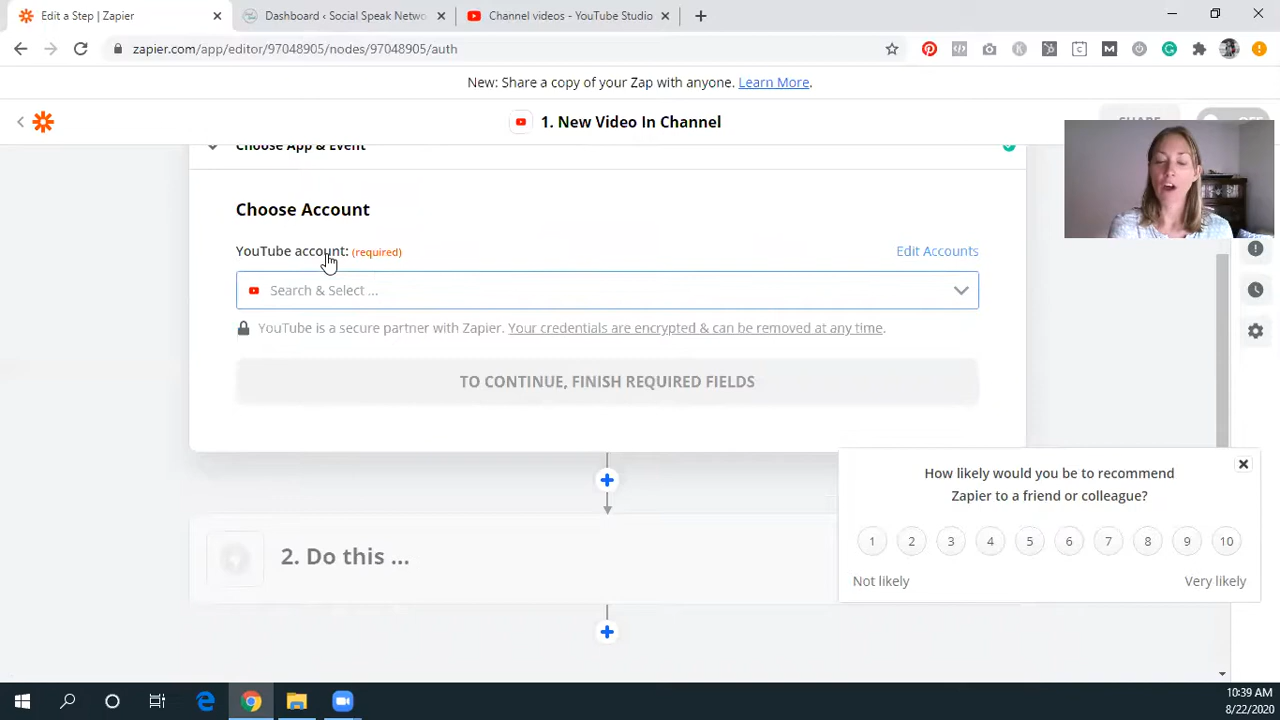 Edit a Step | Zapier
Dashboard ‹ Social Speak Netwo
Channel videos - YouTube Studio
zapier.com/app/editor/97048905/nodes/97048905/auth
New: Share a copy of your Zap with anyone. Learn More.
1. New Video In Channel
SHARE
OFF
Choose App & Event
Choose Account
YouTube account: (required)
Edit Accounts
Search & Select ...
YouTube is a secure partner with Zapier. Your credentials are encrypted & can be removed at any time.
TO CONTINUE, FINISH REQUIRED FIELDS
How likely would you be to recommend
Zapier to a friend or colleague?
1 2 3 4 5 6 7 8 9 10
Not likely
Very likely
2. Do this ...
10:39 AM
8/22/2020